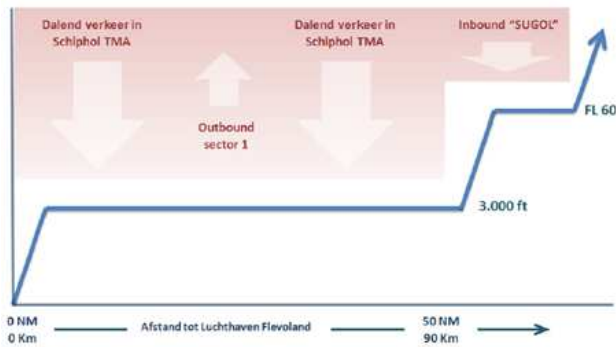 Dalend verkeer in
Schiphol TMA
Dalend verkeer in
Schiphol TMA
Inbound "SUGOL"
Outbound
sector 1
FL 60
3.000 ft
0 NM
0 Km
Afstand tot Luchthaven Flevoland
50 NM
90 Km